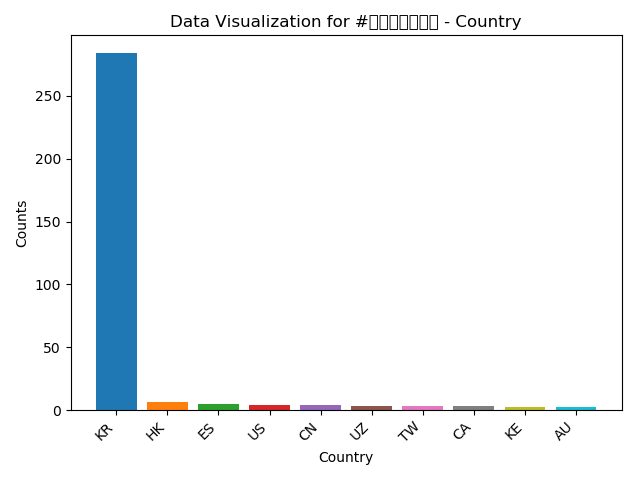 Data Visualization for #▯▯▯▯▯▯▯ - Country
Counts
250
200
150
100
50
0
KR
HK
ES
US
CN
UZ
TW
CA
KE
AU
Country